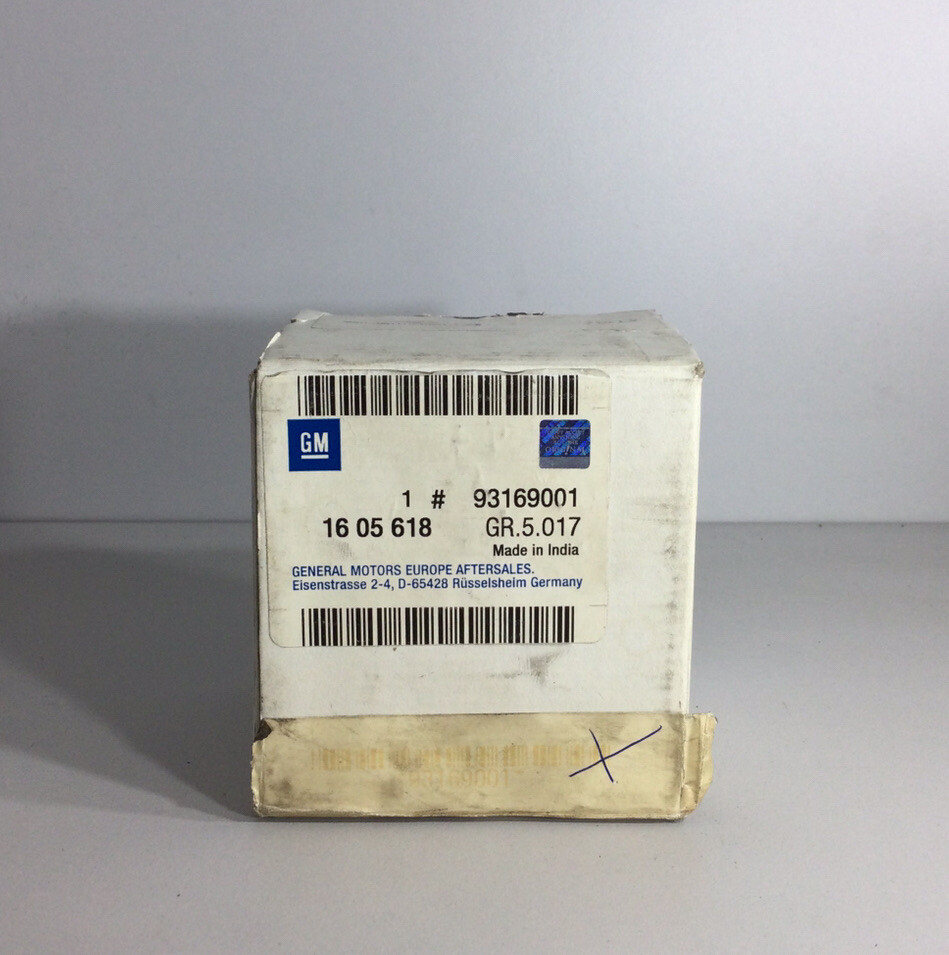 GM
1 # 93169001
16 05 618 GR.5.017
Made in India
GENERAL MOTORS EUROPE AFTERSALES.
Eisenstrasse 2-4, D-65428 Rüsselsheim Germany
93169001